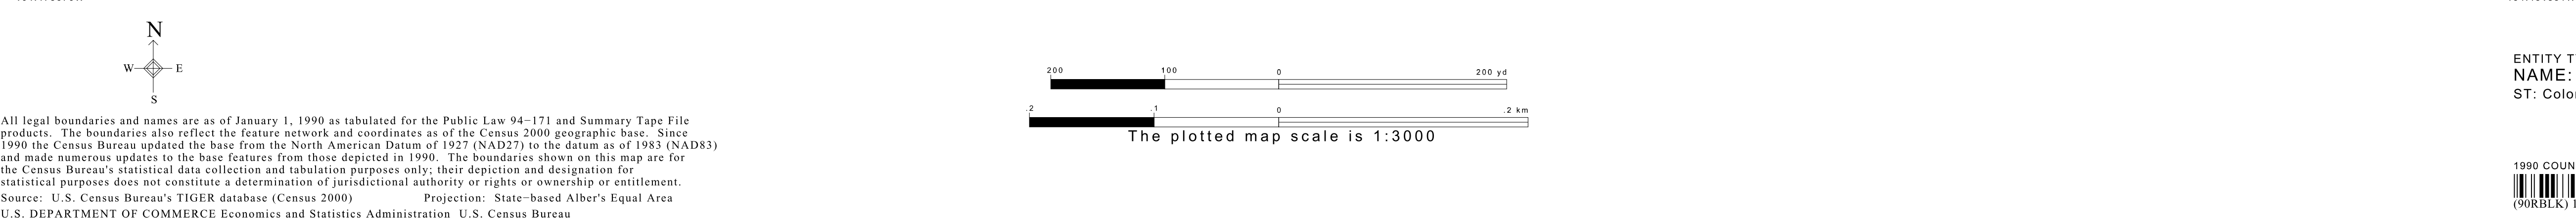 N
W E
S
All legal boundaries and names are as of January 1, 1990 as tabulated for the Public Law 94−171 and Summary Tape File
products. The boundaries also reflect the feature network and coordinates as of the Census 2000 geographic base. Since
1990 the Census Bureau updated the base from the North American Datum of 1927 (NAD27) to the datum as of 1983 (NAD83)
and made numerous updates to the base features from those depicted in 1990. The boundaries shown on this map are for
the Census Bureau's statistical data collection and tabulation purposes only; their depiction and designation for
statistical purposes does not constitute a determination of jurisdictional authority or rights or ownership or entitlement.
Source: U.S. Census Bureau's TIGER database (Census 2000) Projection: State−based Alber's Equal Area
U.S. DEPARTMENT OF COMMERCE Economics and Statistics Administration U.S. Census Bureau
200 100 0 200 yd
.2 .1 0 .2 km
The plotted map scale is 1:3000
ENTITY T
NAME:
ST: Color
1990 COUN
(90RBLK)